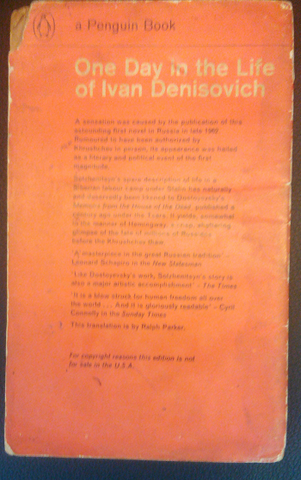 a Penguin Book
One Day in the Life
of Ivan Denisovich
A sensation was caused by the publication of this
astounding first novel in Russia in late 1962.
Rumoured to have been authorized by
Khrushchev in person, its appearance was hailed
as a literary and political event of the first
magnitude.
Solzhenitsyn's spare description of life in a
Siberian labour camp under Stalin has naturally
and deservedly been likened to Dostoyevsky's
Memoirs from the House of the Dead, published a
century ago under the Tsars. It yields, somewhat
in the manner of Hemingway, a
glimpse of the fate of millions of Russians
before the Khrushchev thaw.
'A masterpiece in the great Russian tradition' –
Leonard Schapiro in the New Statesman
'Like Dostoyevsky's work, Solzhenitsyn's story is
also a major artistic accomplishment' – The Times
'It is a blow struck for human freedom all over
the world . . . And it is gloriously readable' – Cyril
Connolly in the Sunday Times
This translation is by Ralph Parker.
For copyright reasons this edition is not
for sale in the U.S.A.